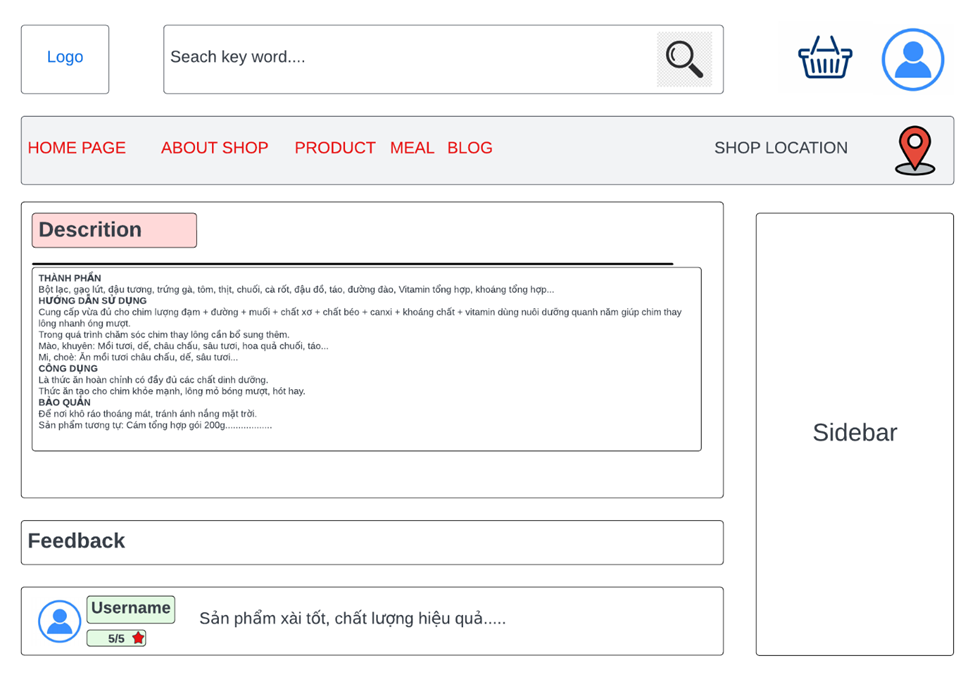 Logo
Seach key word....
HOME PAGE ABOUT SHOP PRODUCT MEAL BLOG SHOP LOCATION
Descrition
THÀNH PHẦN
Bột lạc, gạo lứt, đậu tương, trứng gà, tôm, thịt, chuối, cà rốt, đậu đỏ, táo, đường đào, Vitamin tổng hợp, khoáng tổng hợp...
HƯỚNG DẪN SỬ DỤNG
Cung cấp vừa đủ cho chim lượng đạm + đường + muối + chất xơ + chất béo + canxi + khoáng chất + vitamin dùng nuôi dưỡng quanh năm giúp chim thay
lông nhanh óng mượt.
Trong quá trình chăm sóc chim thay lông cần bổ sung thêm.
Mào, khuyên: Mồi tươi, dế, châu chấu, sâu tươi, hoa quả chuối, táo...
Mi, choè: Ăn mồi tươi châu chấu, dế, sâu tươi...
CÔNG DỤNG
Là thức ăn hoàn chỉnh có đầy đủ các chất dinh dưỡng.
Thức ăn tạo cho chim khỏe mạnh, lông mỏ bóng mượt, hót hay.
BẢO QUẢN
Để nơi khô ráo thoáng mát, tránh ánh nắng mặt trời.
Sản phẩm tương tự: Cám tổng hợp gói 200g..................
Sidebar
Feedback
Username
5/5
Sản phẩm xài tốt, chất lượng hiệu quả.....